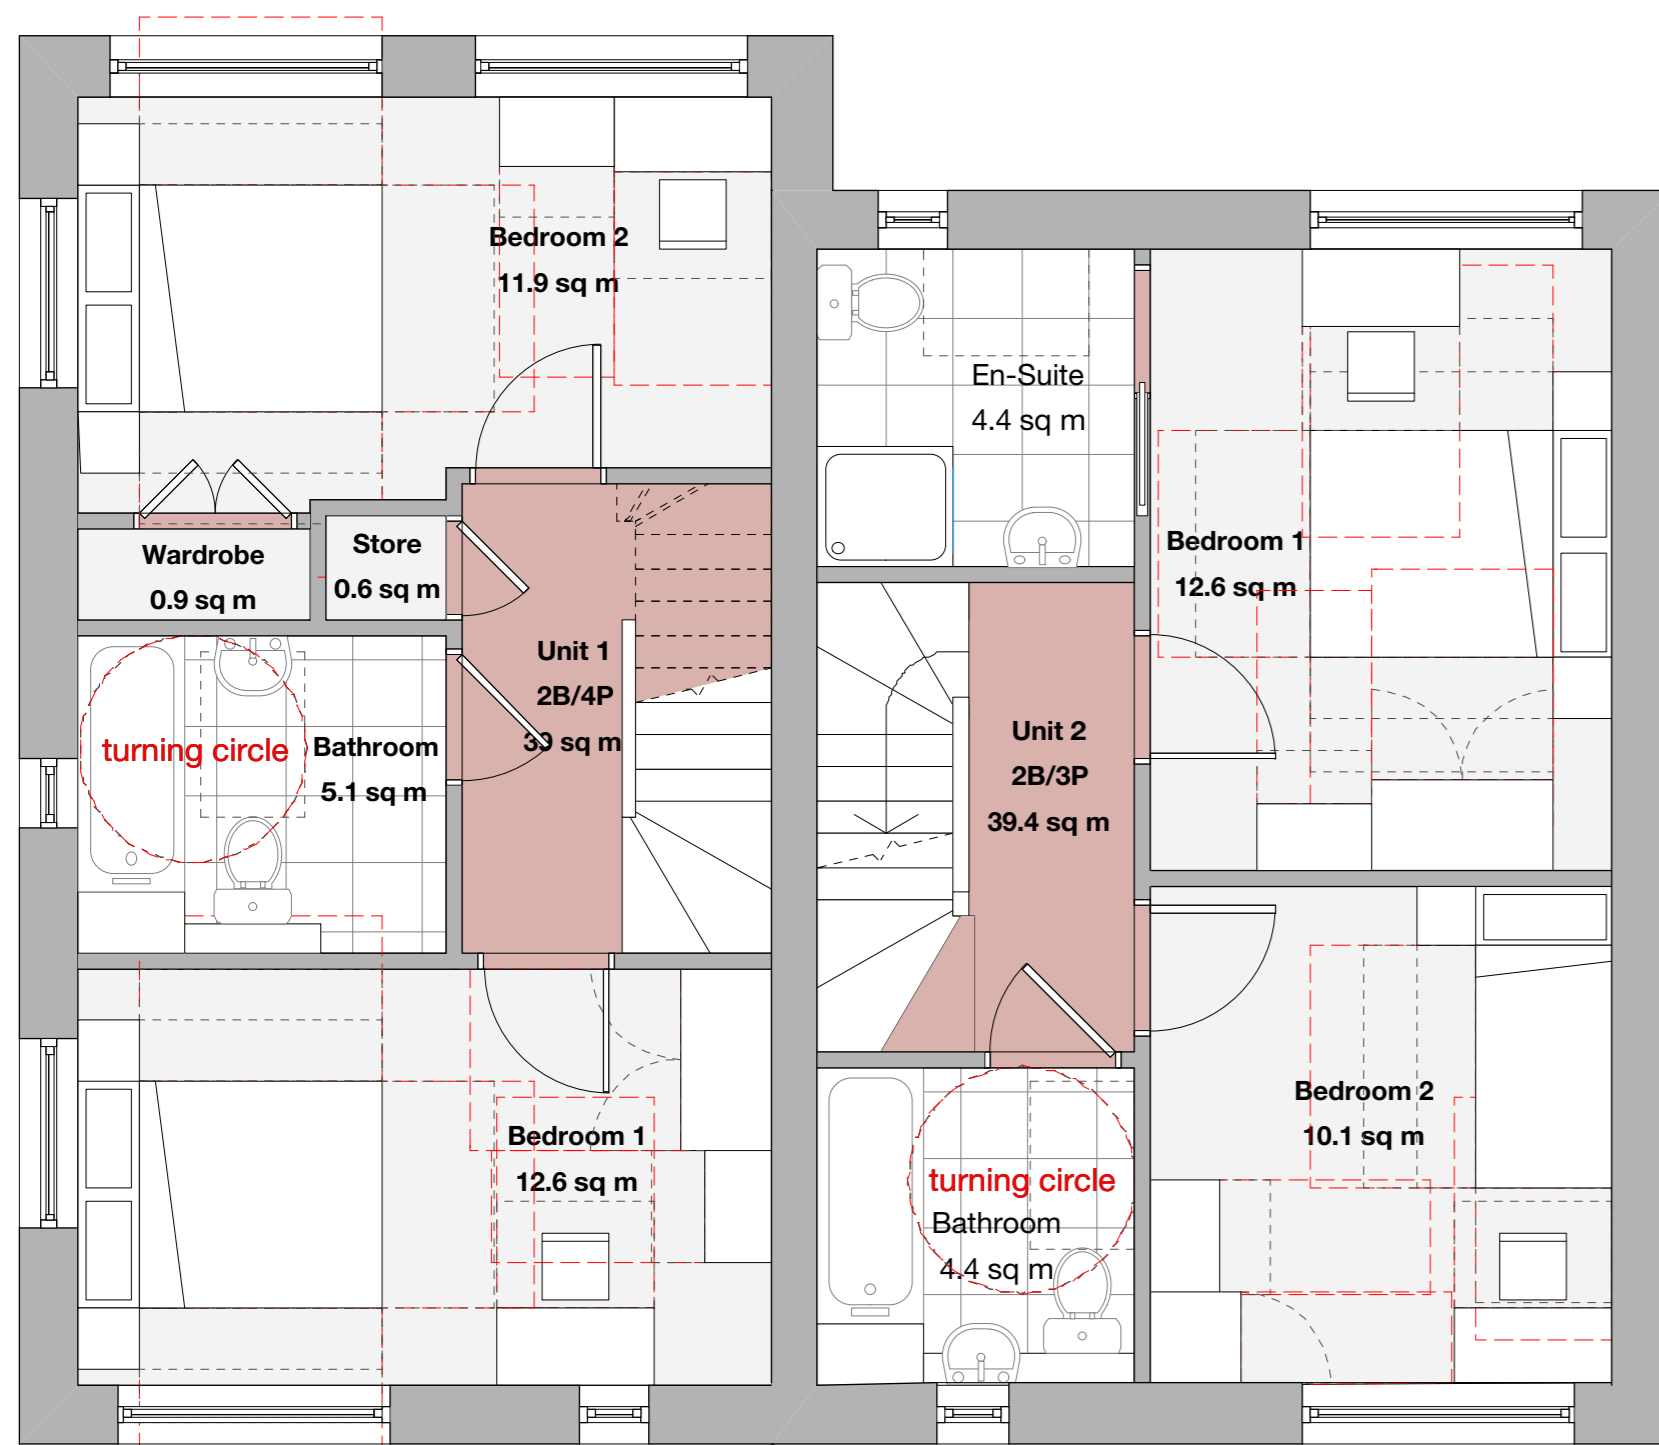 Bedroom 2
11.9 sq m
Wardrobe
0.9 sq m
Store
0.6 sq m
Unit 1
2B/4P
39 sq m
turning circle
Bathroom
5.1 sq m
Bedroom 1
12.6 sq m
En-Suite
4.4 sq m
Bedroom 1
12.6 sq m
Unit 2
2B/3P
39.4 sq m
turning circle
Bathroom
4.4 sq m
Bedroom 2
10.1 sq m